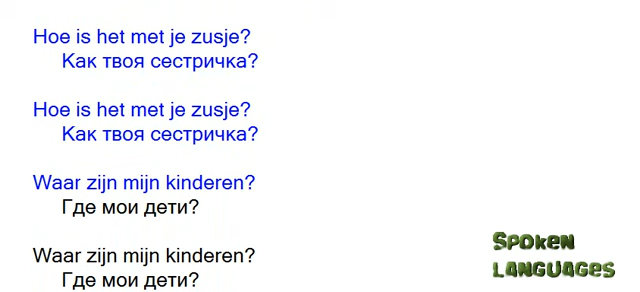 Hoe is het met je zusje?
Как твоя сестричка?
Hoe is het met je zusje?
Как твоя сестричка?
Waar zijn mijn kinderen?
Где мои дети?
Waar zijn mijn kinderen?
Где мои дети?
SPOKEN
LANGUAGES